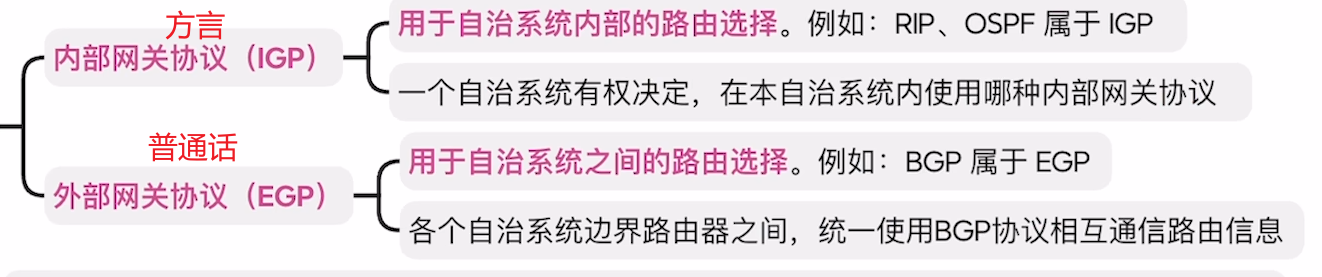 方言
内部网关协议（IGP）
用于自治系统内部的路由选择。例如：RIP、OSPF 属于 IGP
一个自治系统有权决定，在本自治系统内使用哪种内部网关协议
普通话
外部网关协议（EGP）
用于自治系统之间的路由选择。例如：BGP 属于 EGP
各个自治系统边界路由器之间，统一使用BGP协议相互通信路由信息